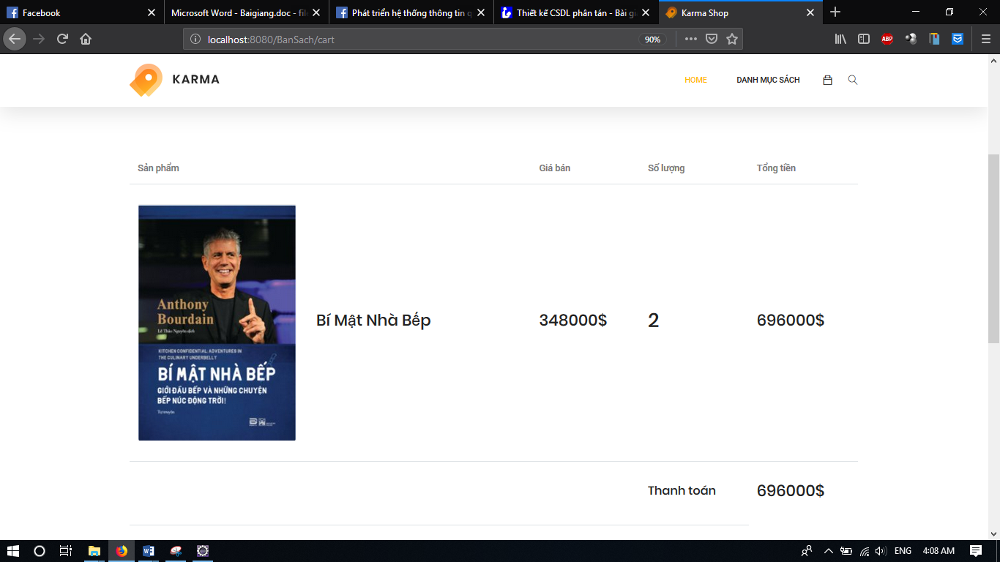 Facebook
Microsoft Word - Baigiang.doc - fil
Phát triển hệ thống thông tin q
Thiết kế CSDL phân tán - Bài gi
Karma Shop
localhost:8080/BanSach/cart
90%
ABP
KARMA
HOME
DANH MỤC SÁCH
Sản phẩm
Giá bán
Số lượng
Tổng tiền
Anthony
Bourdain
Lê Thảo Nguyên dịch
KITCHEN CONFIDENTIAL: ADVENTURES IN
THE CULINARY UNDERBELLY
BÍ MẬT NHÀ BẾP
GIỚI ĐẦU BẾP VÀ NHỮNG CHUYỆN
BẾP NÚC ĐỘNG TRỜI!
Tự truyện
Bí Mật Nhà Bếp
348000$
2
696000$
Thanh toán
696000$
ENG
4:08 AM